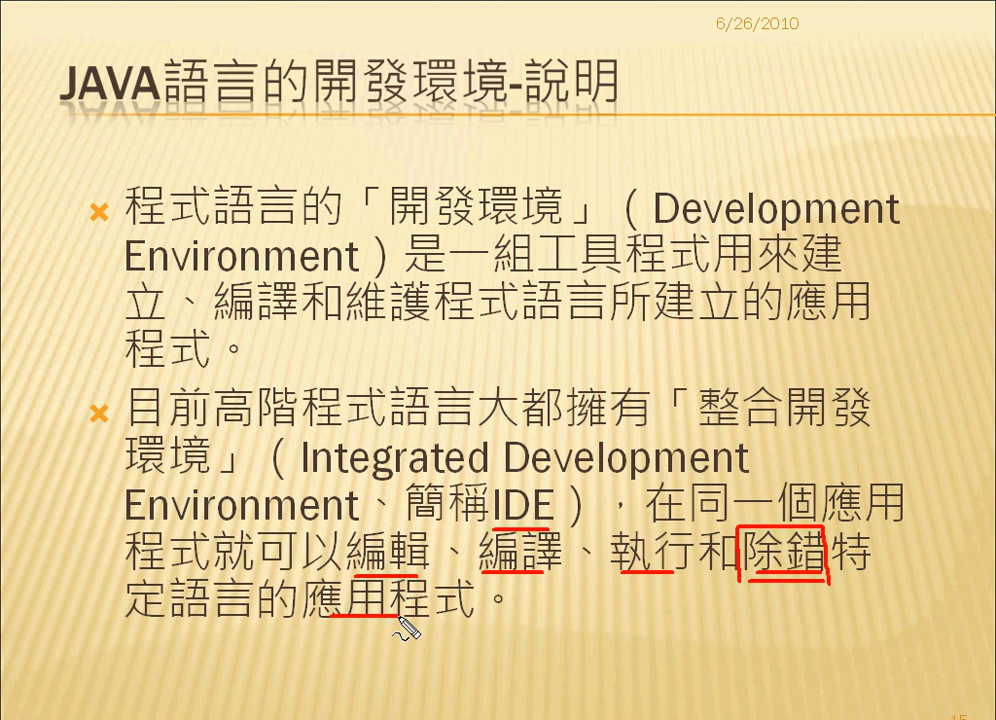 6/26/2010
JAVA語言的開發環境-說明
程式語言的「開發環境」（Development
Environment）是一組工具程式用來建
立、編譯和維護程式語言所建立的應用
程式。
目前高階程式語言大都擁有「整合開發
環境」（Integrated Development
Environment、簡稱IDE），在同一個應用
程式就可以編輯、編譯、執行和除錯特
定語言的應用程式。
15